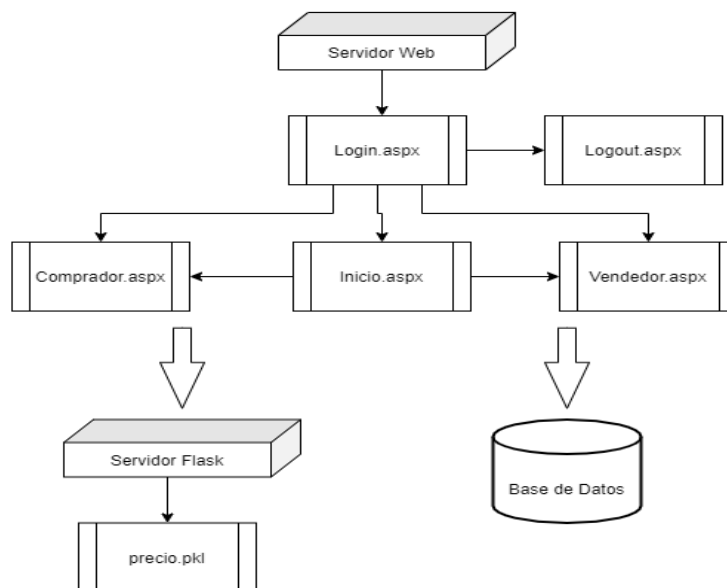 Servidor Web
Login.aspx
Logout.aspx
Comprador.aspx
Inicio.aspx
Vendedor.aspx
Servidor Flask
Base de Datos
precio.pkl